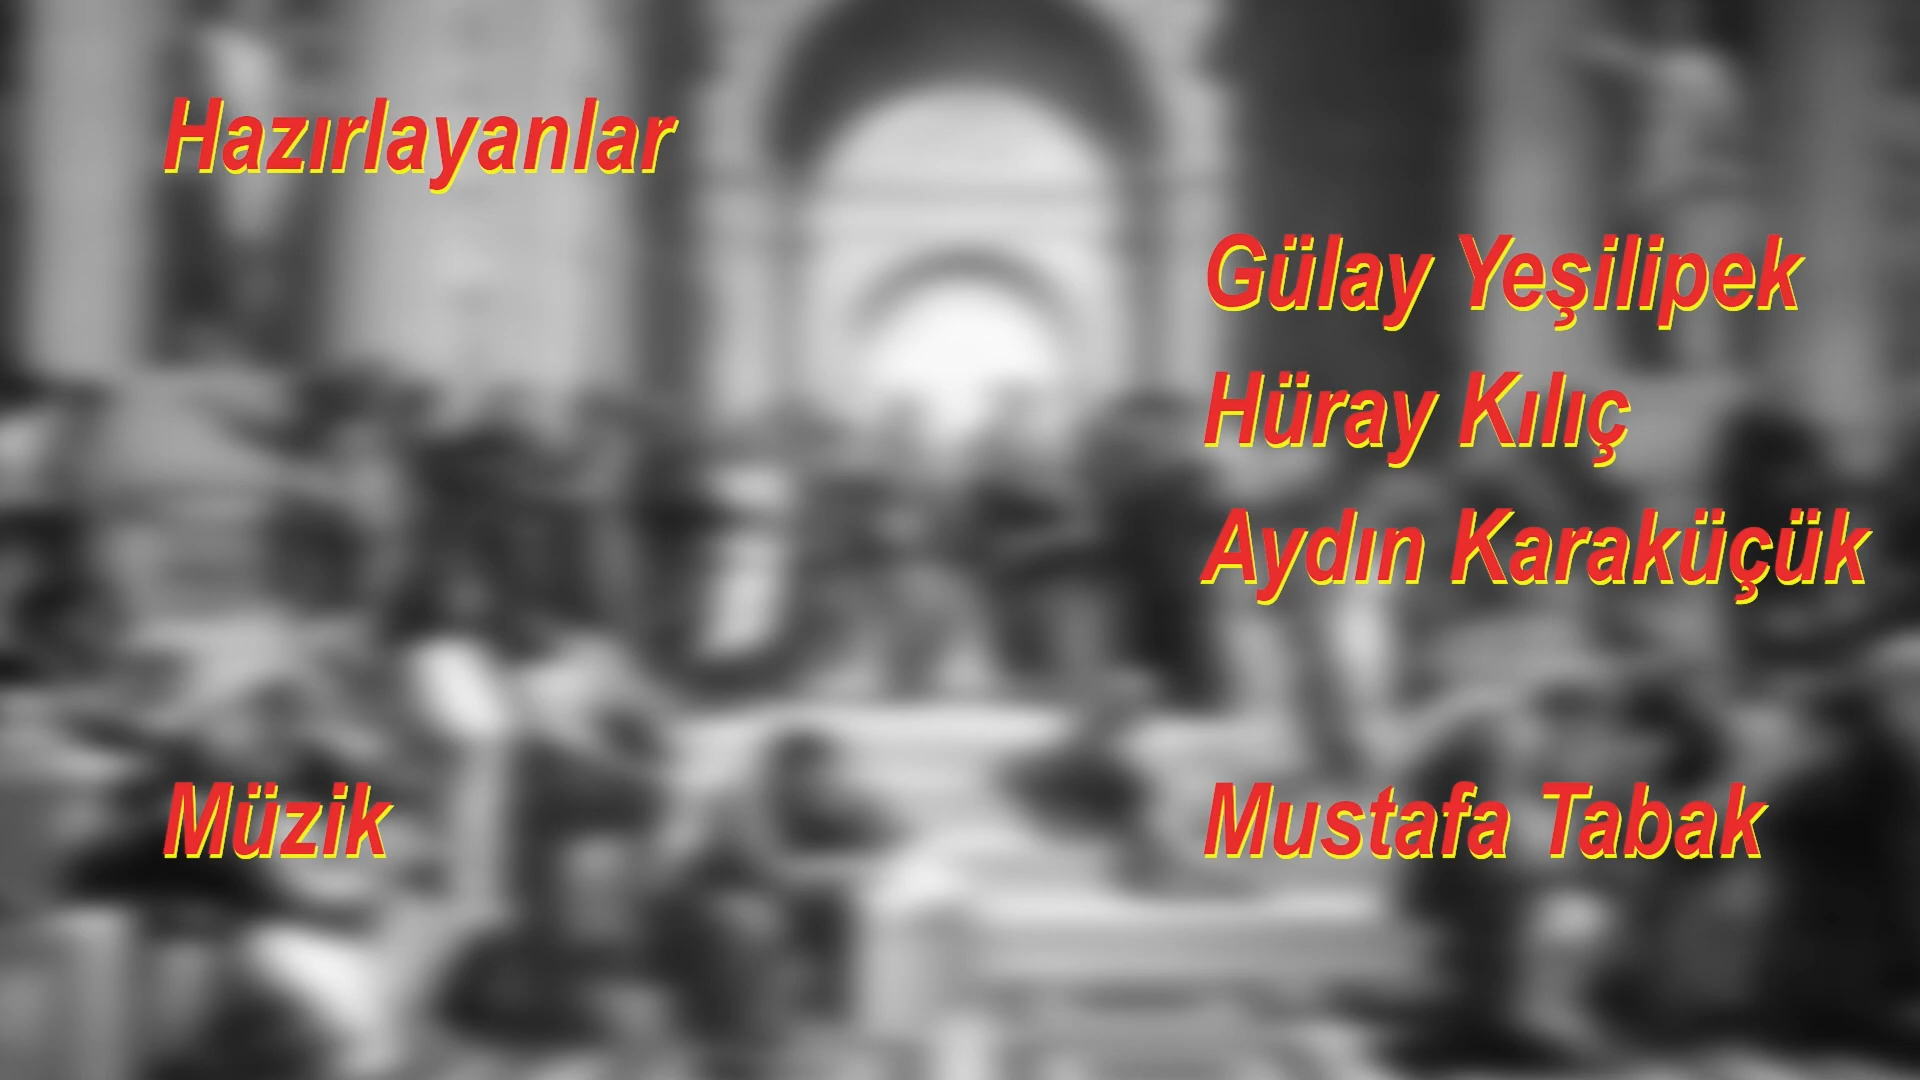 Hazırlayanlar
Gülay Yeşilipek
Hüray Kılıç
Aydın Karaküçük
Müzik
Mustafa Tabak